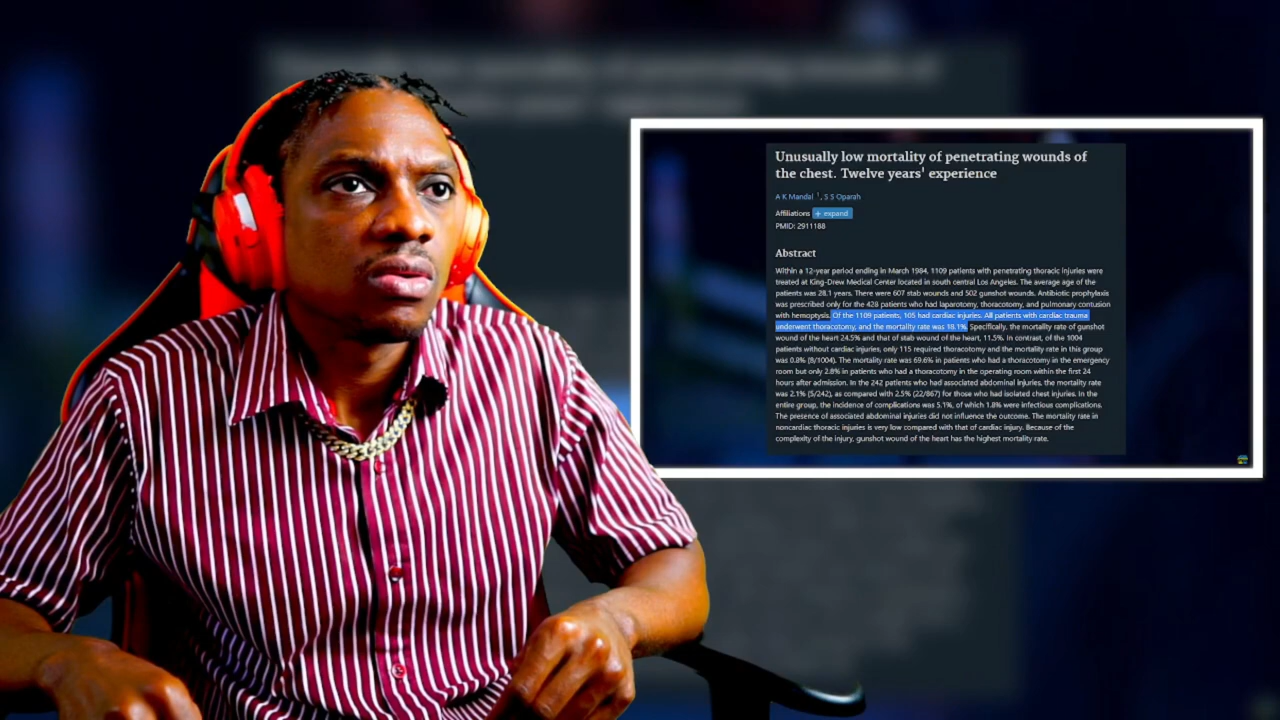 Unusually low mortality of penetrating wounds of
the chest. Twelve years' experience
A K Mandal 1, S S Oparah
Affiliations + expand
PMID: 2911188
Abstract
Within a 12-year period ending in March 1984, 1109 patients with penetrating thoracic injuries were
treated at King-Drew Medical Center located in south central Los Angeles. The average age of the
patients was 28.1 years. There were 607 stab wounds and 502 gunshot wounds. Antibiotic prophylaxis
was prescribed only for the 428 patients who had laparotomy, thoracotomy, and pulmonary contusion
with hemoptysis. Of the 1109 patients, 105 had cardiac injuries. All patients with cardiac trauma
underwent thoracotomy, and the mortality rate was 18.1%. Specifically, the mortality rate of gunshot
wound of the heart 24.5% and that of stab wound of the heart, 11.5%. In contrast, of the 1004
patients without cardiac injuries, only 115 required thoracotomy and the mortality rate in this group
was 0.8% (8/1004). The mortality rate was 69.6% in patients who had a thoracotomy in the emergency
room but only 2.8% in patients who had a thoracotomy in the operating room within the first 24
hours after admission. In the 242 patients who had associated abdominal injuries, the mortality rate
was 2.1% (5/242), as compared with 2.5% (22/867) for those who had isolated chest injuries. In the
entire group, the incidence of complications was 5.1%, of which 1.8% were infectious complications.
The presence of associated abdominal injuries did not influence the outcome. The mortality rate in
noncardiac thoracic injuries is very low compared with that of cardiac injury. Because of the
complexity of the injury, gunshot wound of the heart has the highest mortality rate.